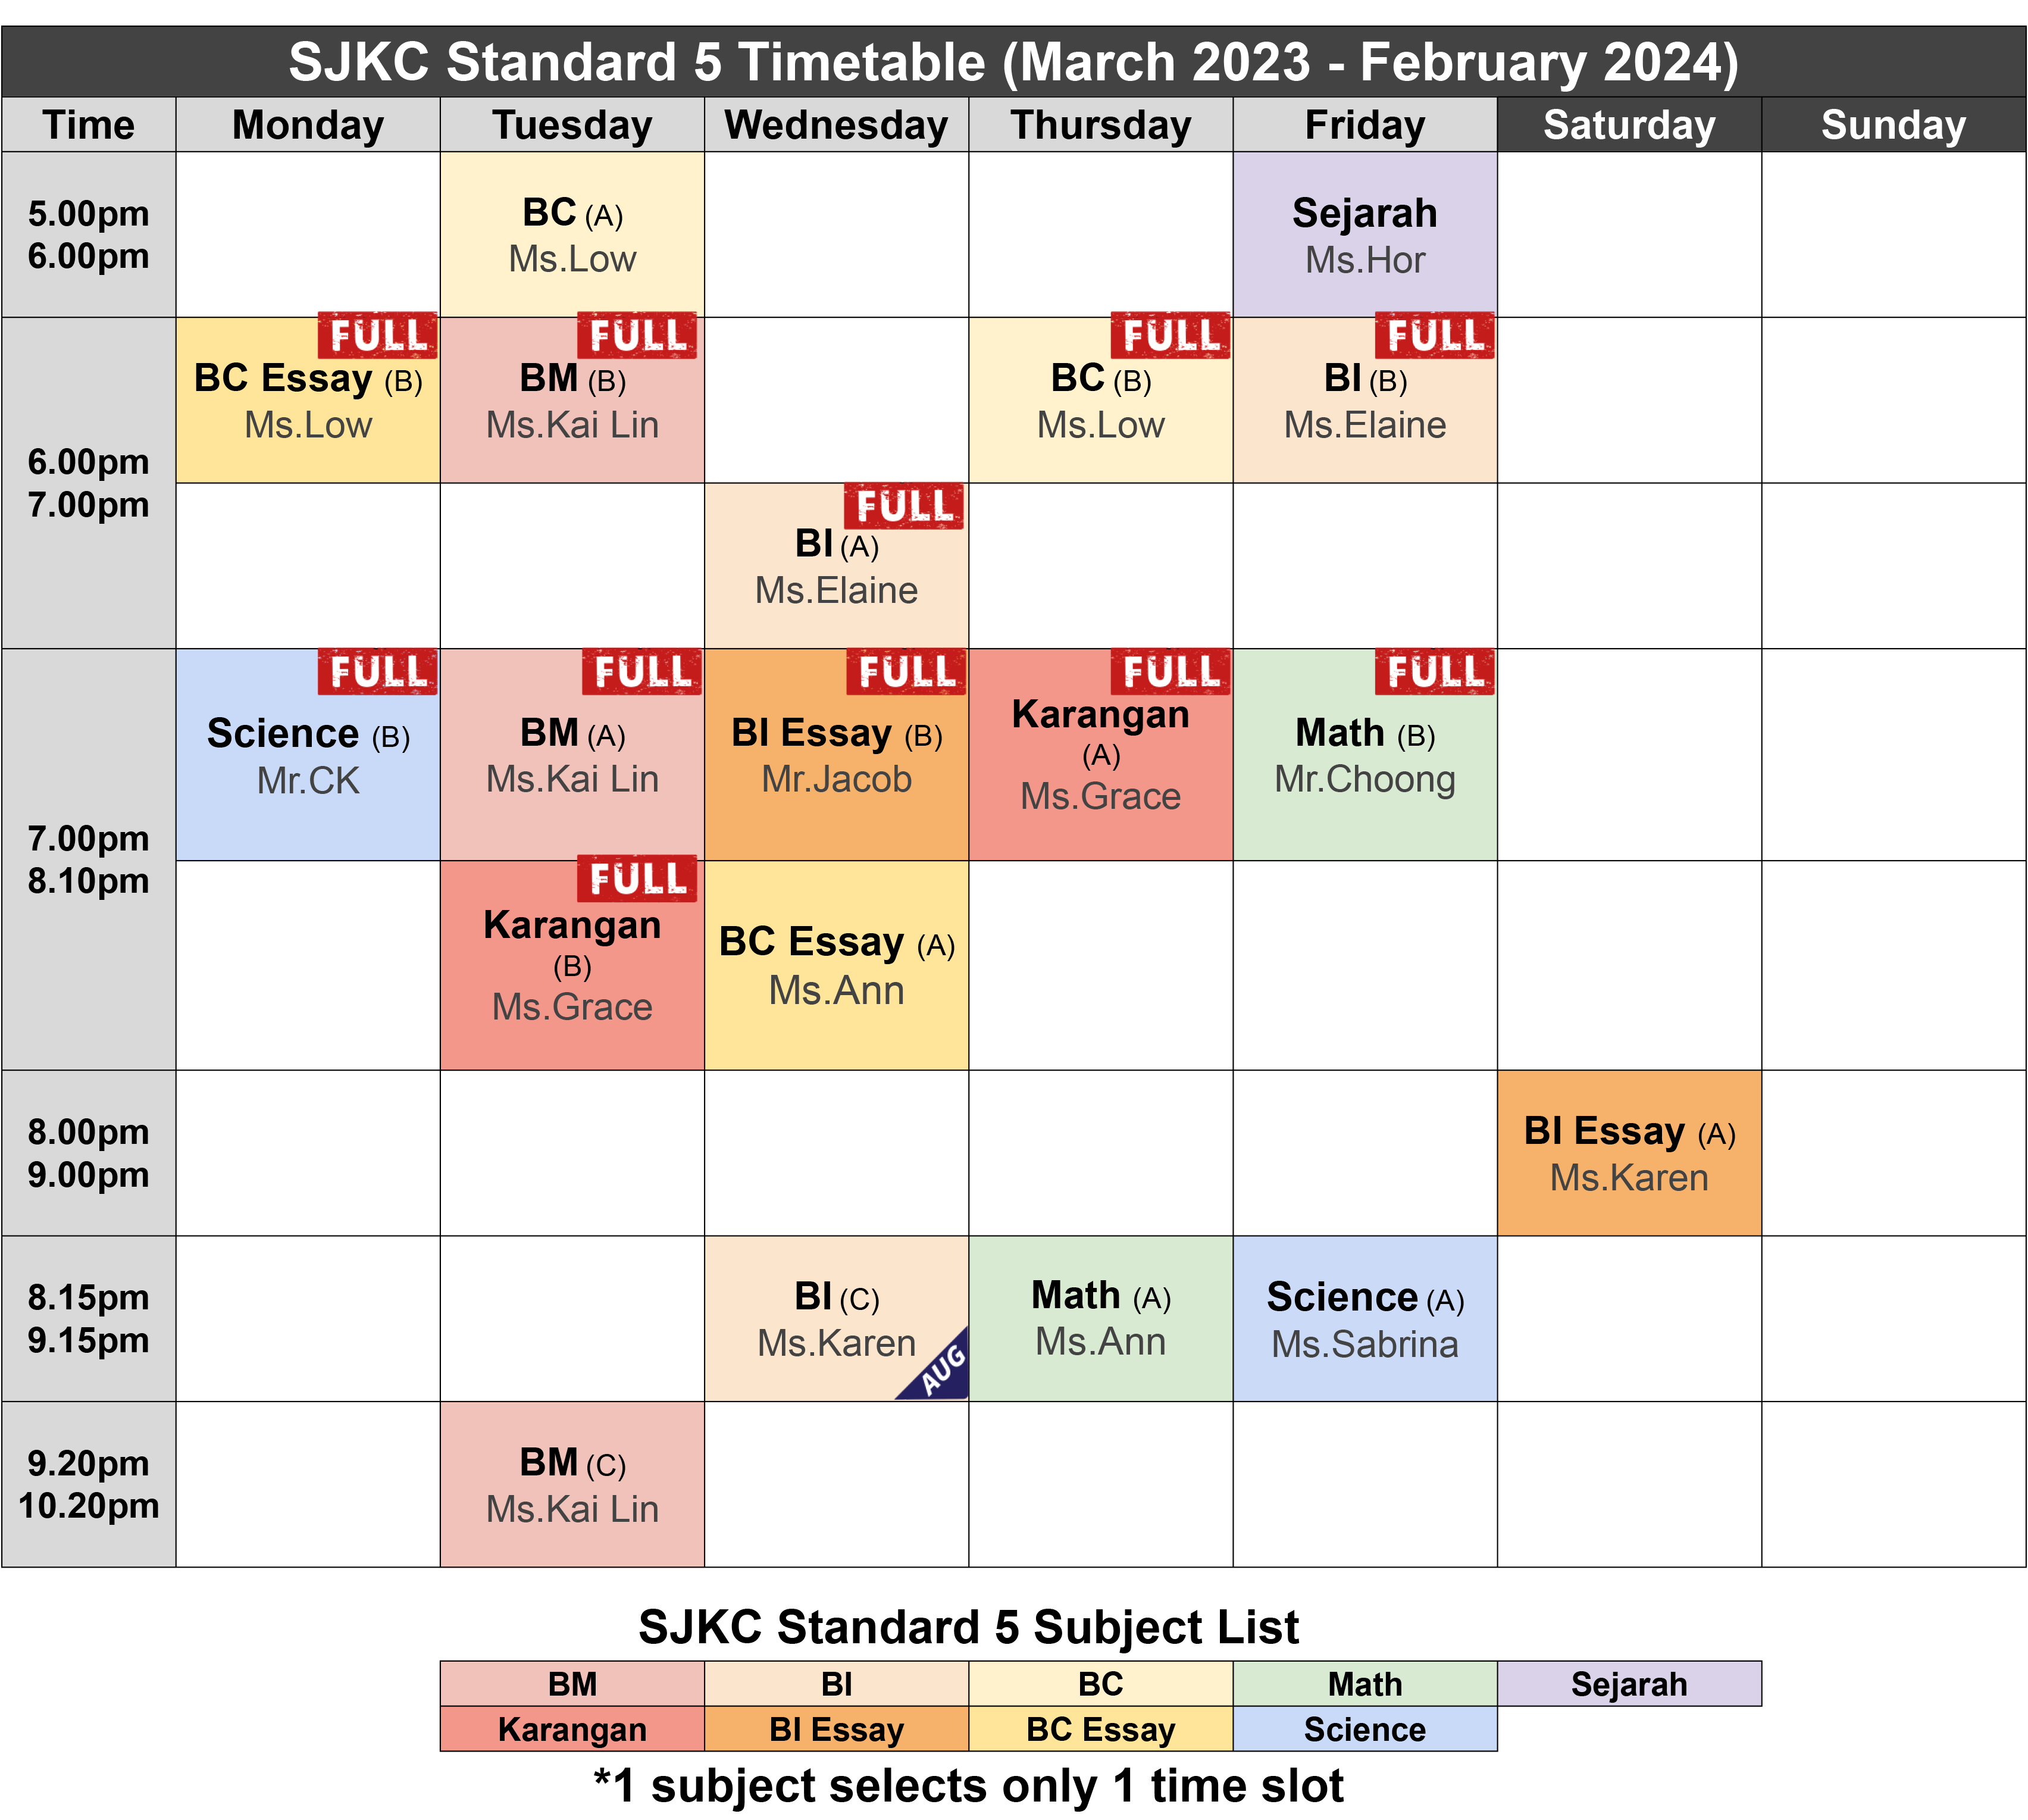 SJKC Standard 5 Timetable (March 2023 - February 2024)
Time Monday Tuesday Wednesday Thursday Friday Saturday Sunday
5.00pm
6.00pm
BC (A)
Ms.Low
Sejarah
Ms.Hor
6.00pm
7.00pm
FULL
BC Essay (B)
Ms.Low
FULL
BM (B)
Ms.Kai Lin
FULL
BC (B)
Ms.Low
FULL
BI (B)
Ms.Elaine
FULL
BI (A)
Ms.Elaine
7.00pm
8.10pm
FULL
Science (B)
Mr.CK
FULL
BM (A)
Ms.Kai Lin
FULL
BI Essay (B)
Mr.Jacob
FULL
Karangan
(A)
Ms.Grace
FULL
Math (B)
Mr.Choong
FULL
Karangan
(B)
Ms.Grace
BC Essay (A)
Ms.Ann
8.00pm
9.00pm
BI Essay (A)
Ms.Karen
8.15pm
9.15pm
BI (C)
Ms.Karen
AUG
Math (A)
Ms.Ann
Science (A)
Ms.Sabrina
9.20pm
10.20pm
BM (C)
Ms.Kai Lin
SJKC Standard 5 Subject List
BM BI BC Math Sejarah
Karangan BI Essay BC Essay Science
*1 subject selects only 1 time slot